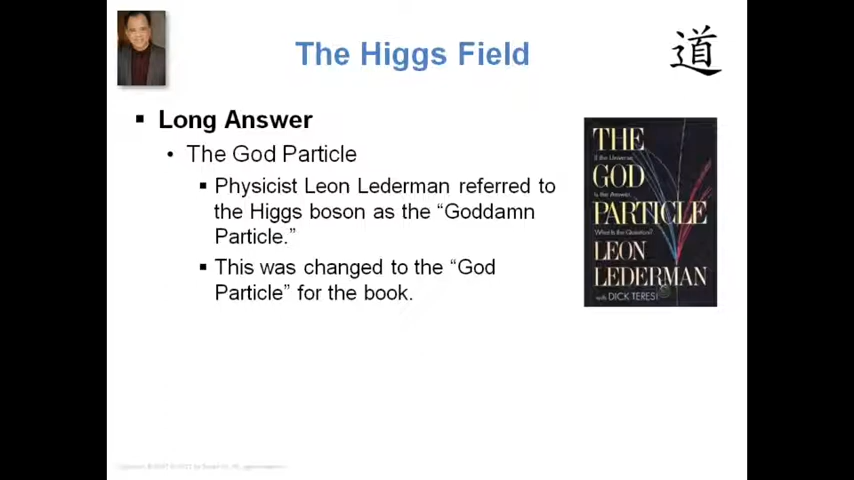 The Higgs Field
道
▪ Long Answer
• The God Particle
▪ Physicist Leon Lederman referred to
the Higgs boson as the “Goddamn
Particle.”
▪ This was changed to the “God
Particle” for the book.
THE
If the Universe
GOD
Is the Answer,
PARTICLE
What Is the Question?
LEON
LEDERMAN
with DICK TERESI